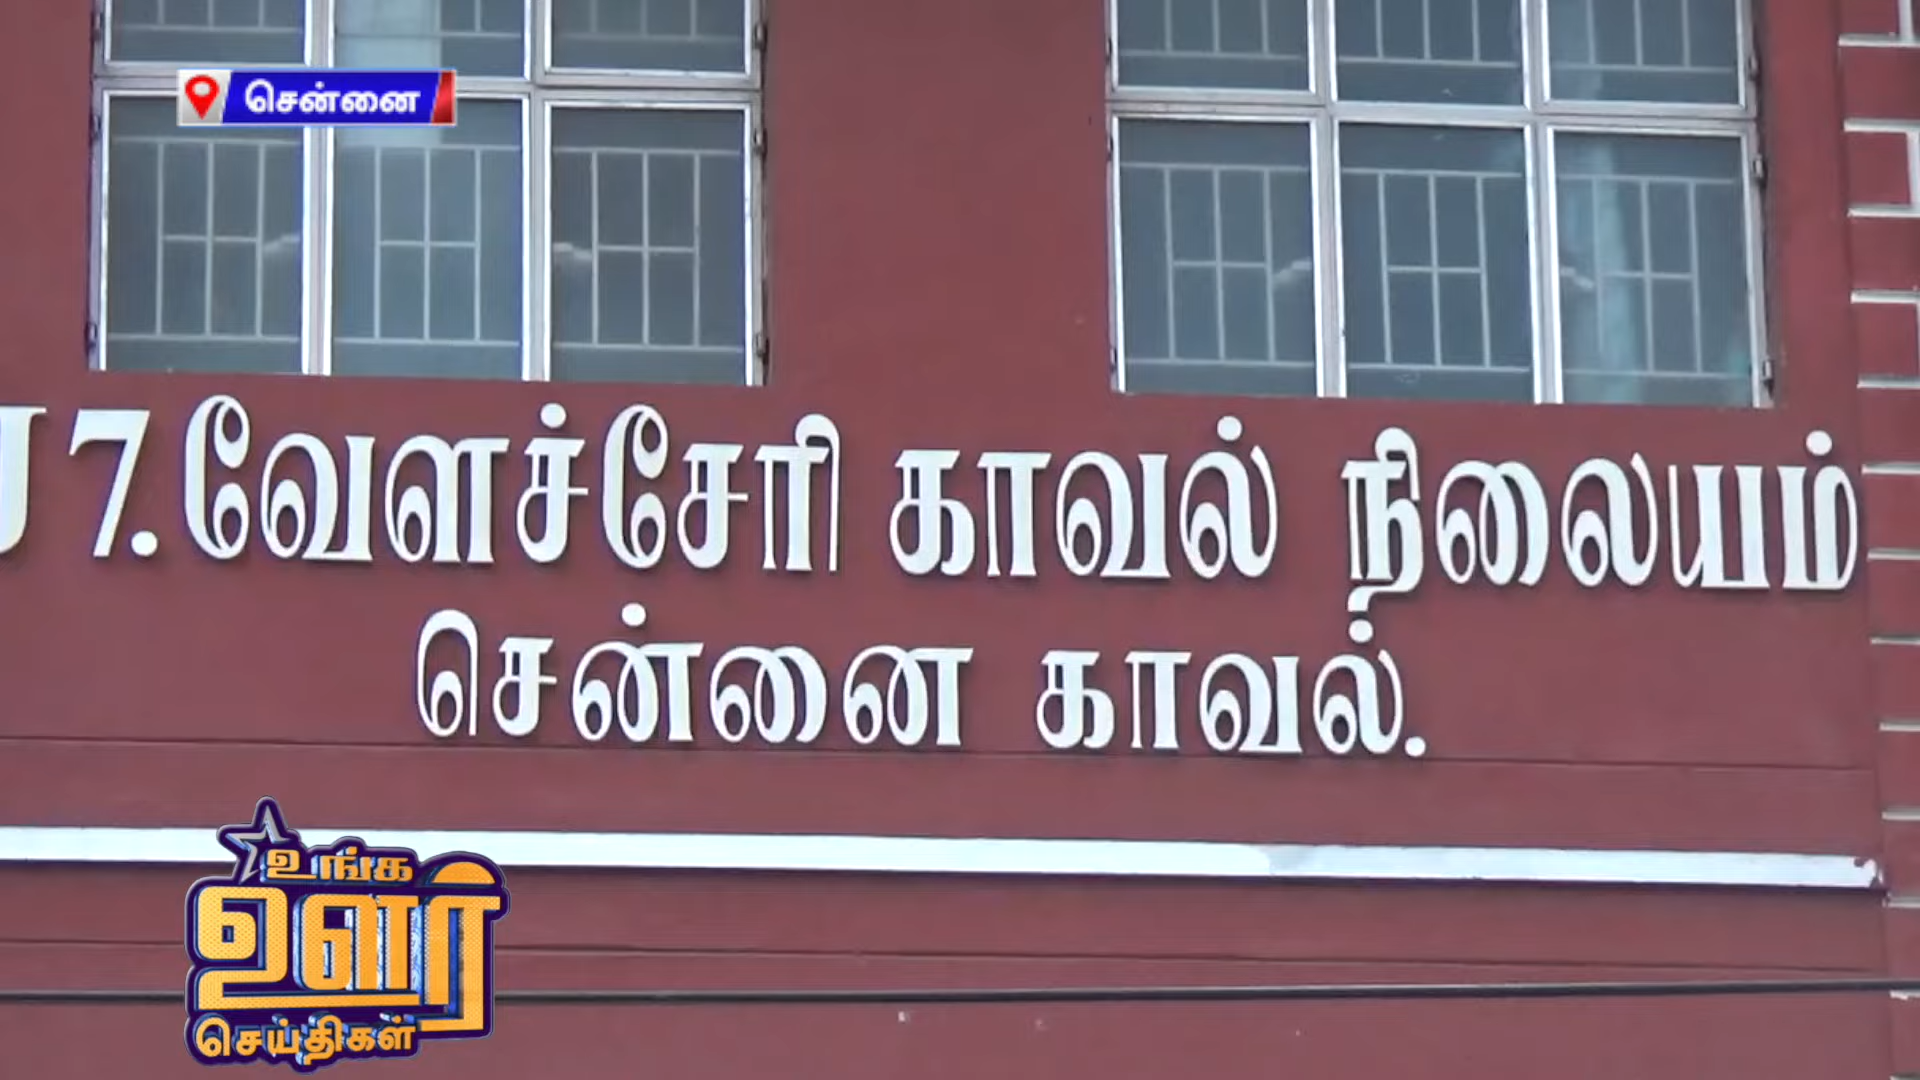 சென்னை
7. வேளச்சேரி காவல் நிலையம்
சென்னை காவல்.
உங்க
ஊர்
செய்திகள்